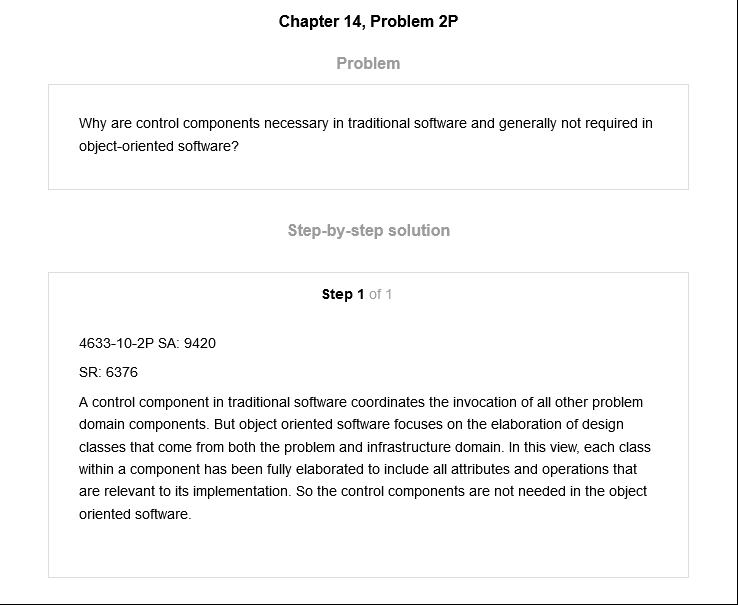 Chapter 14, Problem 2P
Problem
Why are control components necessary in traditional software and generally not required in
object-oriented software?
Step-by-step solution
Step 1 of 1
4633-10-2P SA: 9420
SR: 6376
A control component in traditional software coordinates the invocation of all other problem
domain components. But object oriented software focuses on the elaboration of design
classes that come from both the problem and infrastructure domain. In this view, each class
within a component has been fully elaborated to include all attributes and operations that
are relevant to its implementation. So the control components are not needed in the object
oriented software.